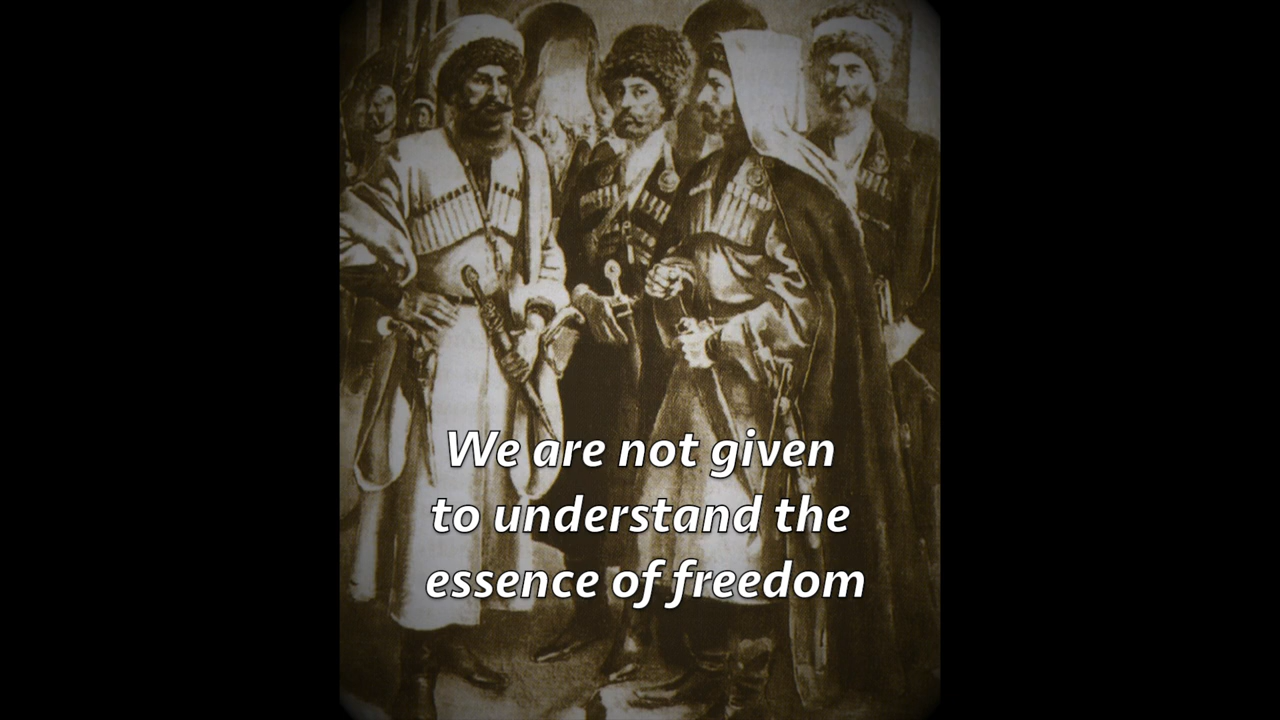 We are not given
to understand the
essence of freedom